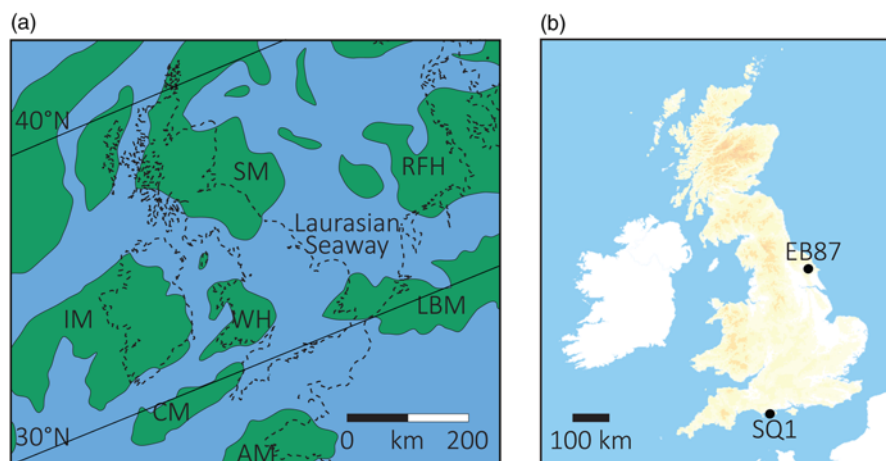 (a)
40°N
SM
RFH
Laurasian
Seaway
IM
WH
LBM
CM
30°N
AM
0 km 200
(b)
EB87
SQ1
100 km